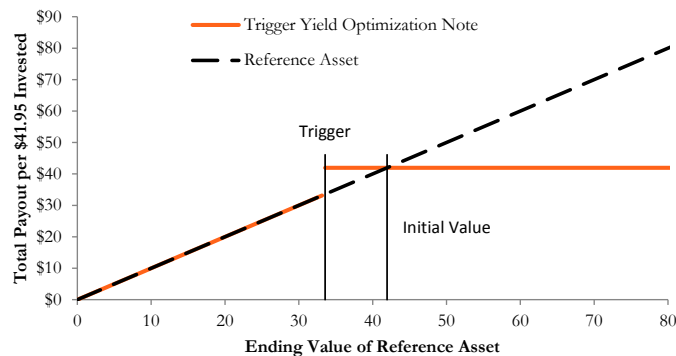 $90
$80
$70
$60
$50
$40
$30
$20
$10
$0
Total Payout per $41.95 Invested
Trigger Yield Optimization Note
Reference Asset
Trigger
Initial Value
0 10 20 30 40 50 60 70 80
Ending Value of Reference Asset